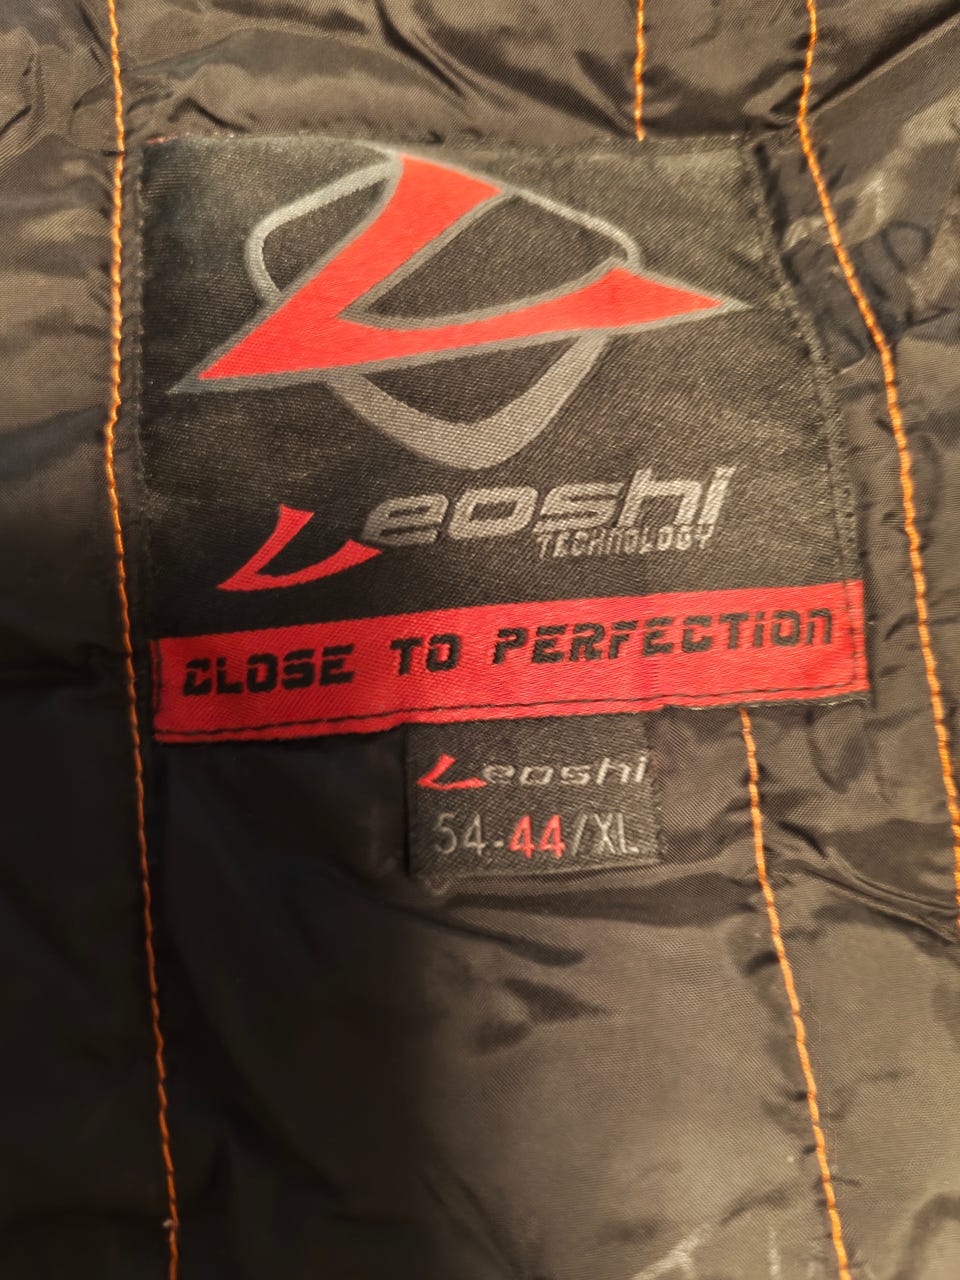 Leoshi
TECHNOLOGY
CLOSE TO PERFECTION
Leoshi
54-44/XL